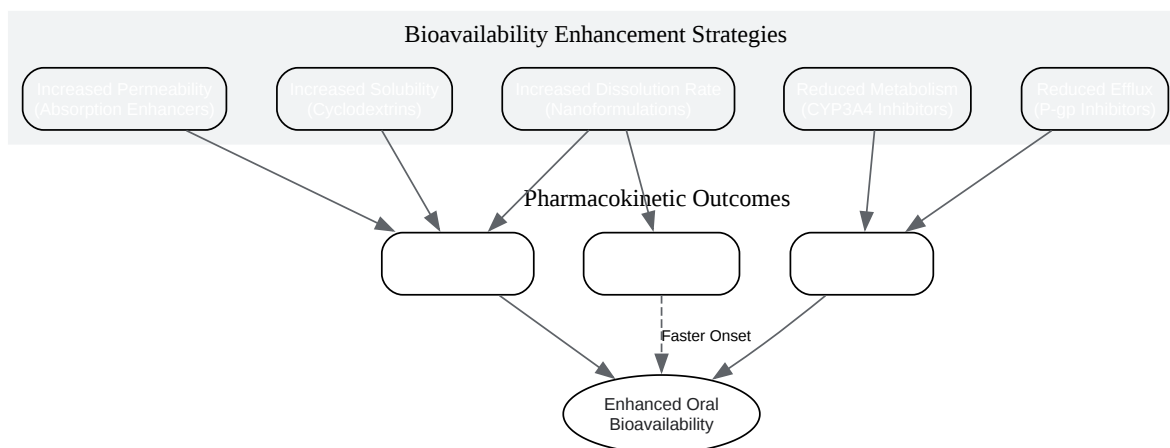 Bioavailability Enhancement Strategies
Increased Permeability
(Absorption Enhancers)
Increased Solubility
(Cyclodextrins)
Increased Dissolution Rate
(Nanoformulations)
Reduced Metabolism
(CYP3A4 Inhibitors)
Reduced Efflux
(P-gp Inhibitors)
Pharmacokinetic Outcomes
Faster Onset
Enhanced Oral
Bioavailability